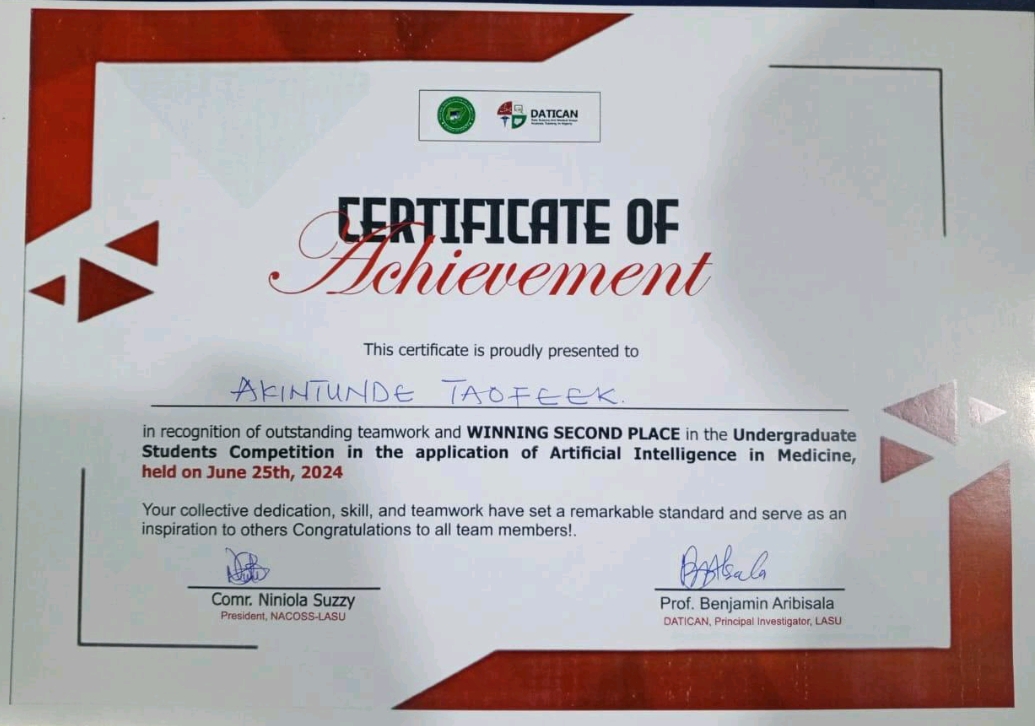 DATICAN
CERTIFICATE OF
Achievement
This certificate is proudly presented to
AKINTUNDE TAOFEEK.
in recognition of outstanding teamwork and WINNING SECOND PLACE in the Undergraduate
Students Competition in the application of Artificial Intelligence in Medicine,
held on June 25th, 2024
Your collective dedication, skill, and teamwork have set a remarkable standard and serve as an
inspiration to others Congratulations to all team members!.
Comr. Niniola Suzzy
President, NACOSS-LASU
Prof. Benjamin Aribisala
DATICAN, Principal Investigator, LASU